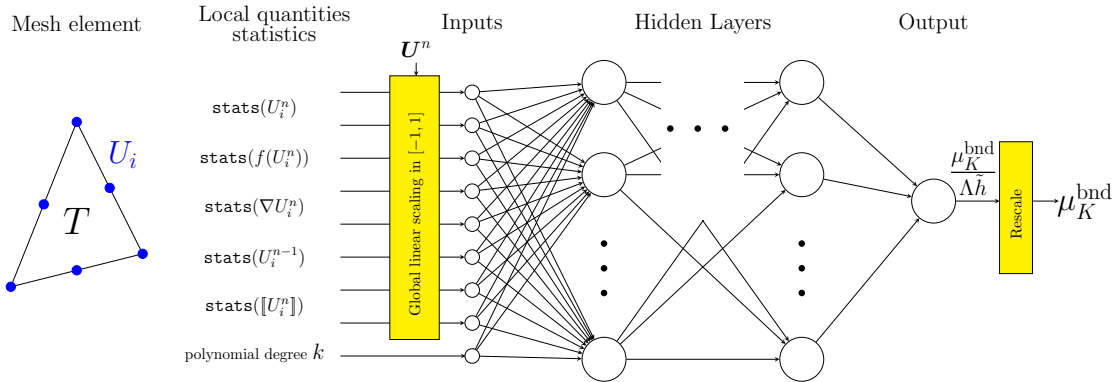 Mesh element
Local quantities
statistics
Inputs
Hidden Layers
Output
U^n
stats(U_i^n)
stats(f(U_i^n))
stats(∇U_i^n)
stats(U_i^{n−1})
stats(⟦U_i^n⟧)
polynomial degree k
Global linear scaling in [−1, 1]
U_i
T
μ_K^bnd
Λh̃
Rescale
μ_K^bnd